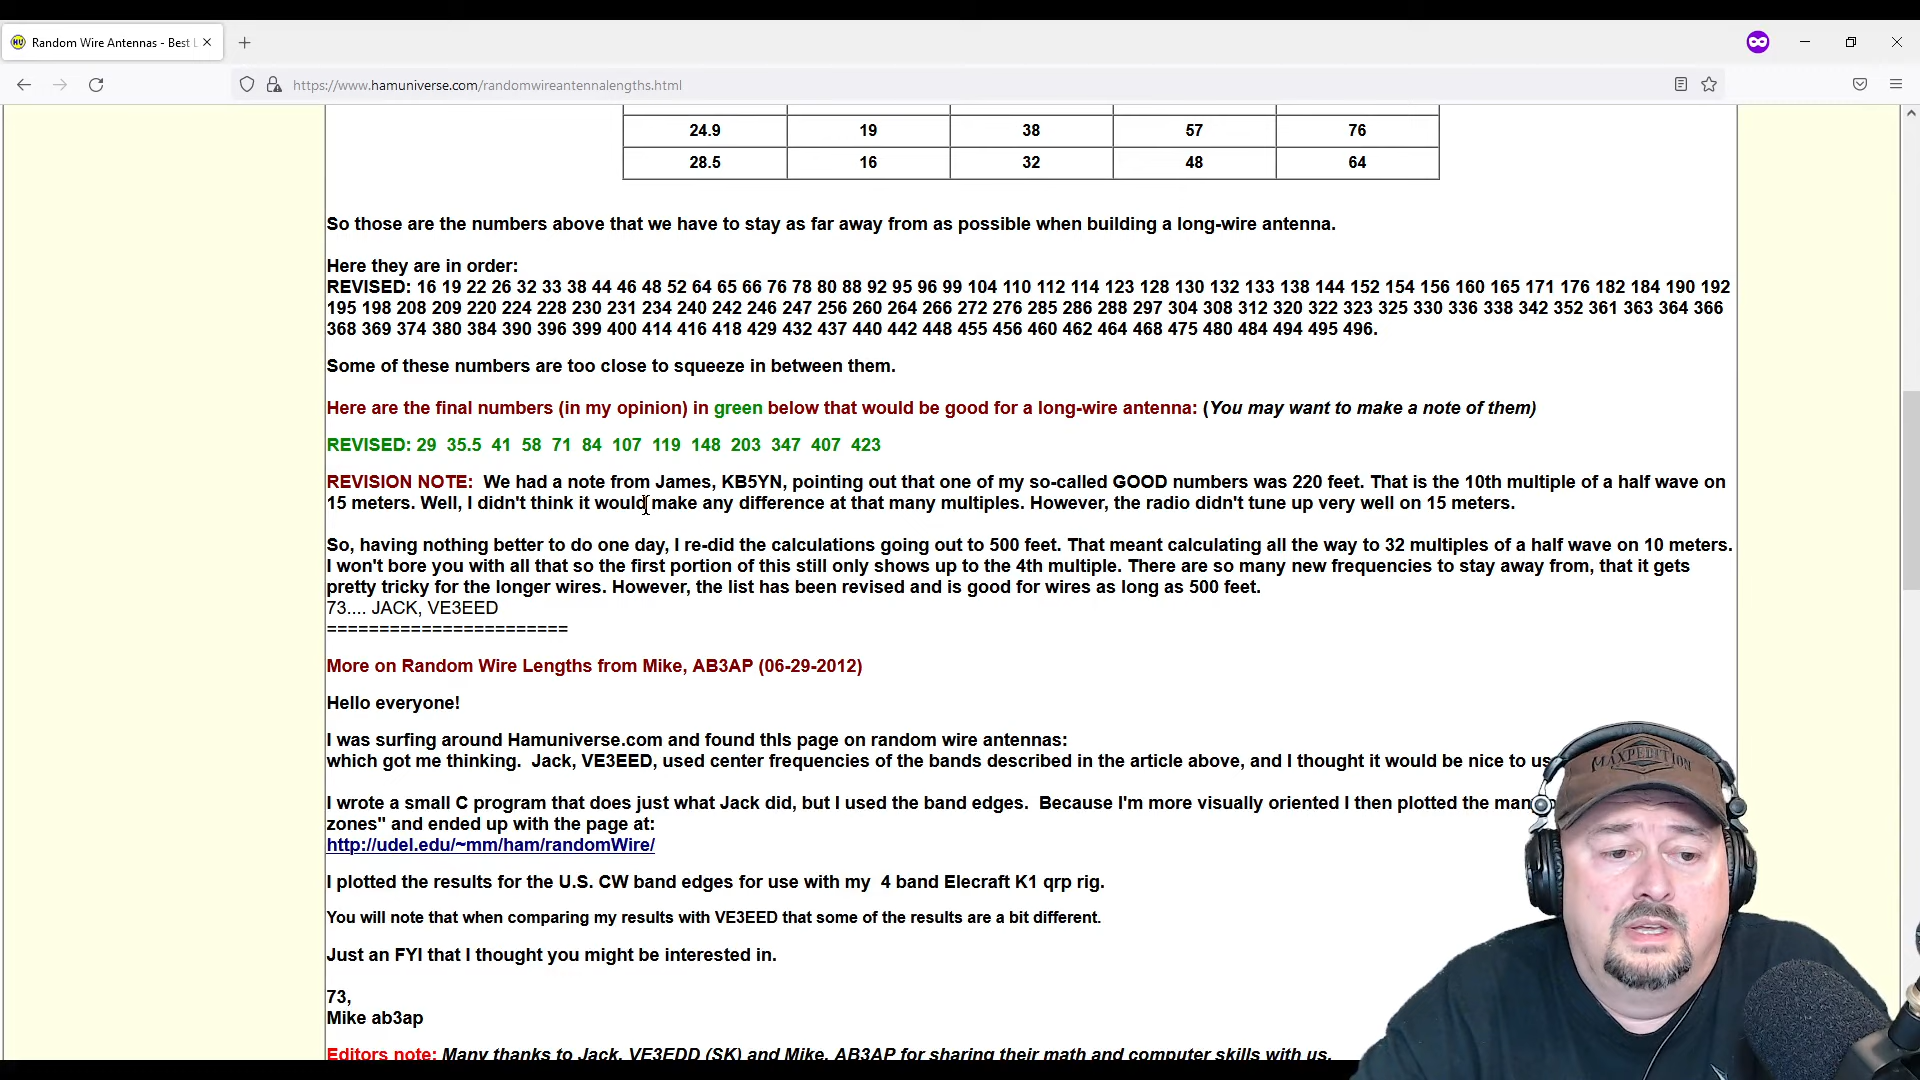 Random Wire Antennas - Best L
https://www.hamuniverse.com/randomwireantennalengths.html
24.9 19 38 57 76
28.5 16 32 48 64
So those are the numbers above that we have to stay as far away from as possible when building a long-wire antenna.
Here they are in order:
REVISED: 16 19 22 26 32 33 38 44 46 48 52 64 65 66 76 78 80 88 92 95 96 99 104 110 112 114 123 128 130 132 133 138 144 152 154 156 160 165 171 176 182 184 190 192
195 198 208 209 220 224 228 230 231 234 240 242 246 247 256 260 264 266 272 276 285 286 288 297 304 308 312 320 322 323 325 330 336 338 342 352 361 363 364 366
368 369 374 380 384 390 396 399 400 414 416 418 429 432 437 440 442 448 455 456 460 462 464 468 475 480 484 494 495 496.
Some of these numbers are too close to squeeze in between them.
Here are the final numbers (in my opinion) in green below that would be good for a long-wire antenna: (You may want to make a note of them)
REVISED: 29 35.5 41 58 71 84 107 119 148 203 347 407 423
REVISION NOTE: We had a note from James, KB5YN, pointing out that one of my so-called GOOD numbers was 220 feet. That is the 10th multiple of a half wave on
15 meters. Well, I didn't think it would make any difference at that many multiples. However, the radio didn't tune up very well on 15 meters.
So, having nothing better to do one day, I re-did the calculations going out to 500 feet. That meant calculating all the way to 32 multiples of a half wave on 10 meters.
I won't bore you with all that so the first portion of this still only shows up to the 4th multiple. There are so many new frequencies to stay away from, that it gets
pretty tricky for the longer wires. However, the list has been revised and is good for wires as long as 500 feet.
73.... JACK, VE3EED
=======================
More on Random Wire Lengths from Mike, AB3AP (06-29-2012)
Hello everyone!
I was surfing around Hamuniverse.com and found thIs page on random wire antennas:
which got me thinking. Jack, VE3EED, used center frequencies of the bands described in the article above, and I thought it would be nice to us
I wrote a small C program that does just what Jack did, but I used the band edges. Because I'm more visually oriented I then plotted the
zones" and ended up with the page at:
http://udel.edu/~mm/ham/randomWire/
I plotted the results for the U.S. CW band edges for use with my 4 band Elecraft K1 qrp rig.
You will note that when comparing my results with VE3EED that some of the results are a bit different.
Just an FYI that I thought you might be interested in.
73,
Mike ab3ap
Editors note: Many thanks to Jack, VE3EDD (SK) and Mike, AB3AP for sharing their math and computer skills with us.
MAXPEDITION